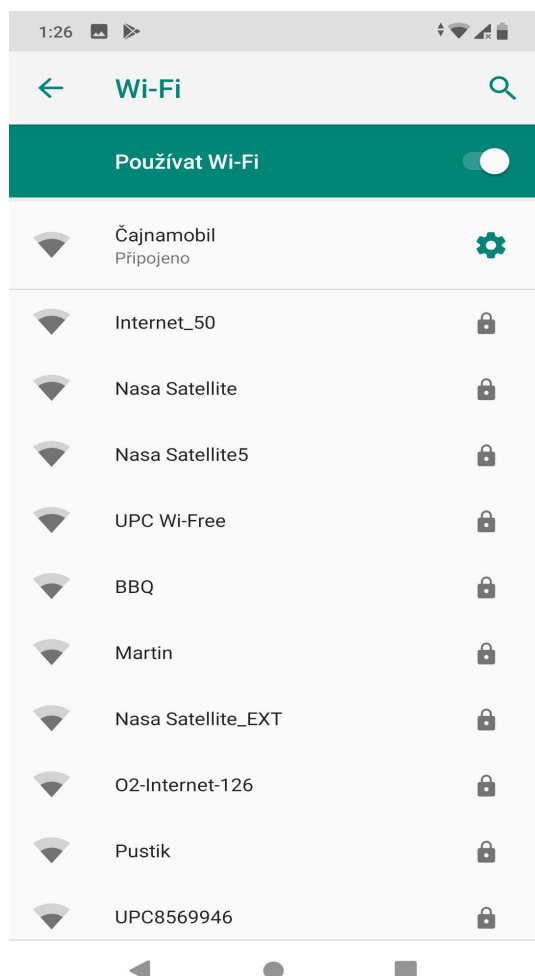 1:26
Wi-Fi
Používat Wi-Fi
Čajnamobil
Připojeno
Internet_50
Nasa Satellite
Nasa Satellite5
UPC Wi-Free
BBQ
Martin
Nasa Satellite_EXT
O2-Internet-126
Pustik
UPC8569946